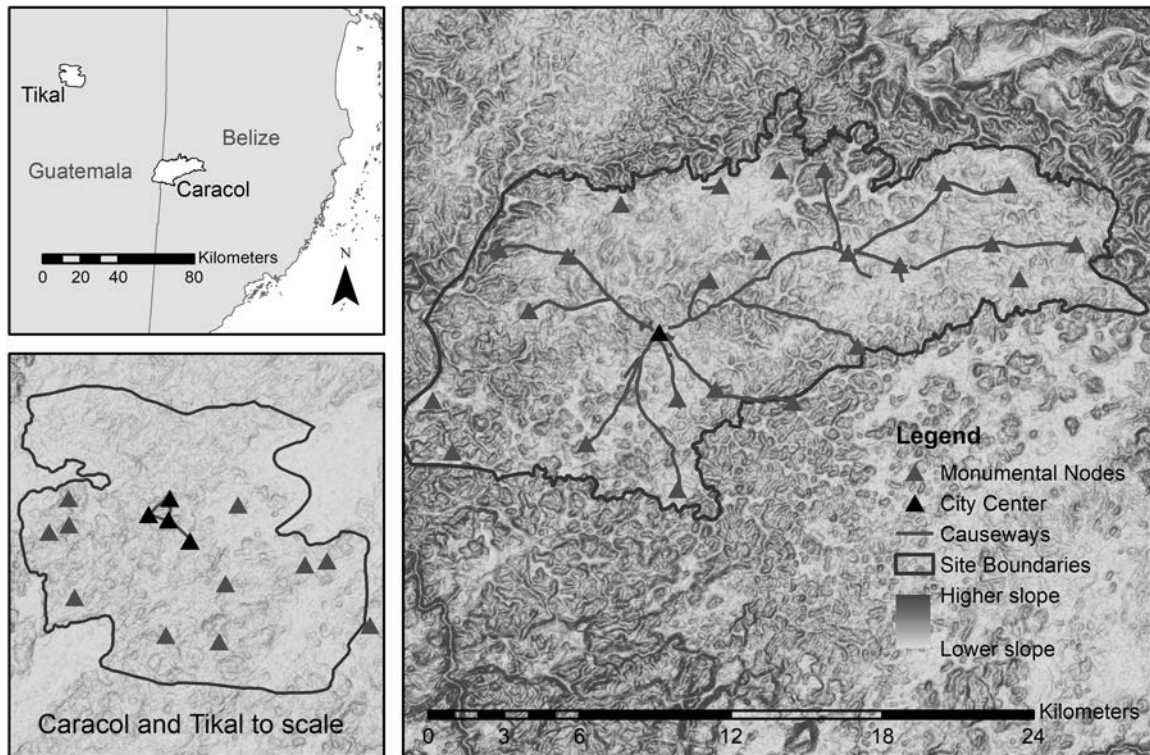 Tikal
Belize
Guatemala
Caracol
Kilometers
0 20 40 80
N
Caracol and Tikal to scale
Legend
Monumental Nodes
City Center
Causeways
Site Boundaries
Higher slope
Lower slope
Kilometers
0 3 6 12 18 24